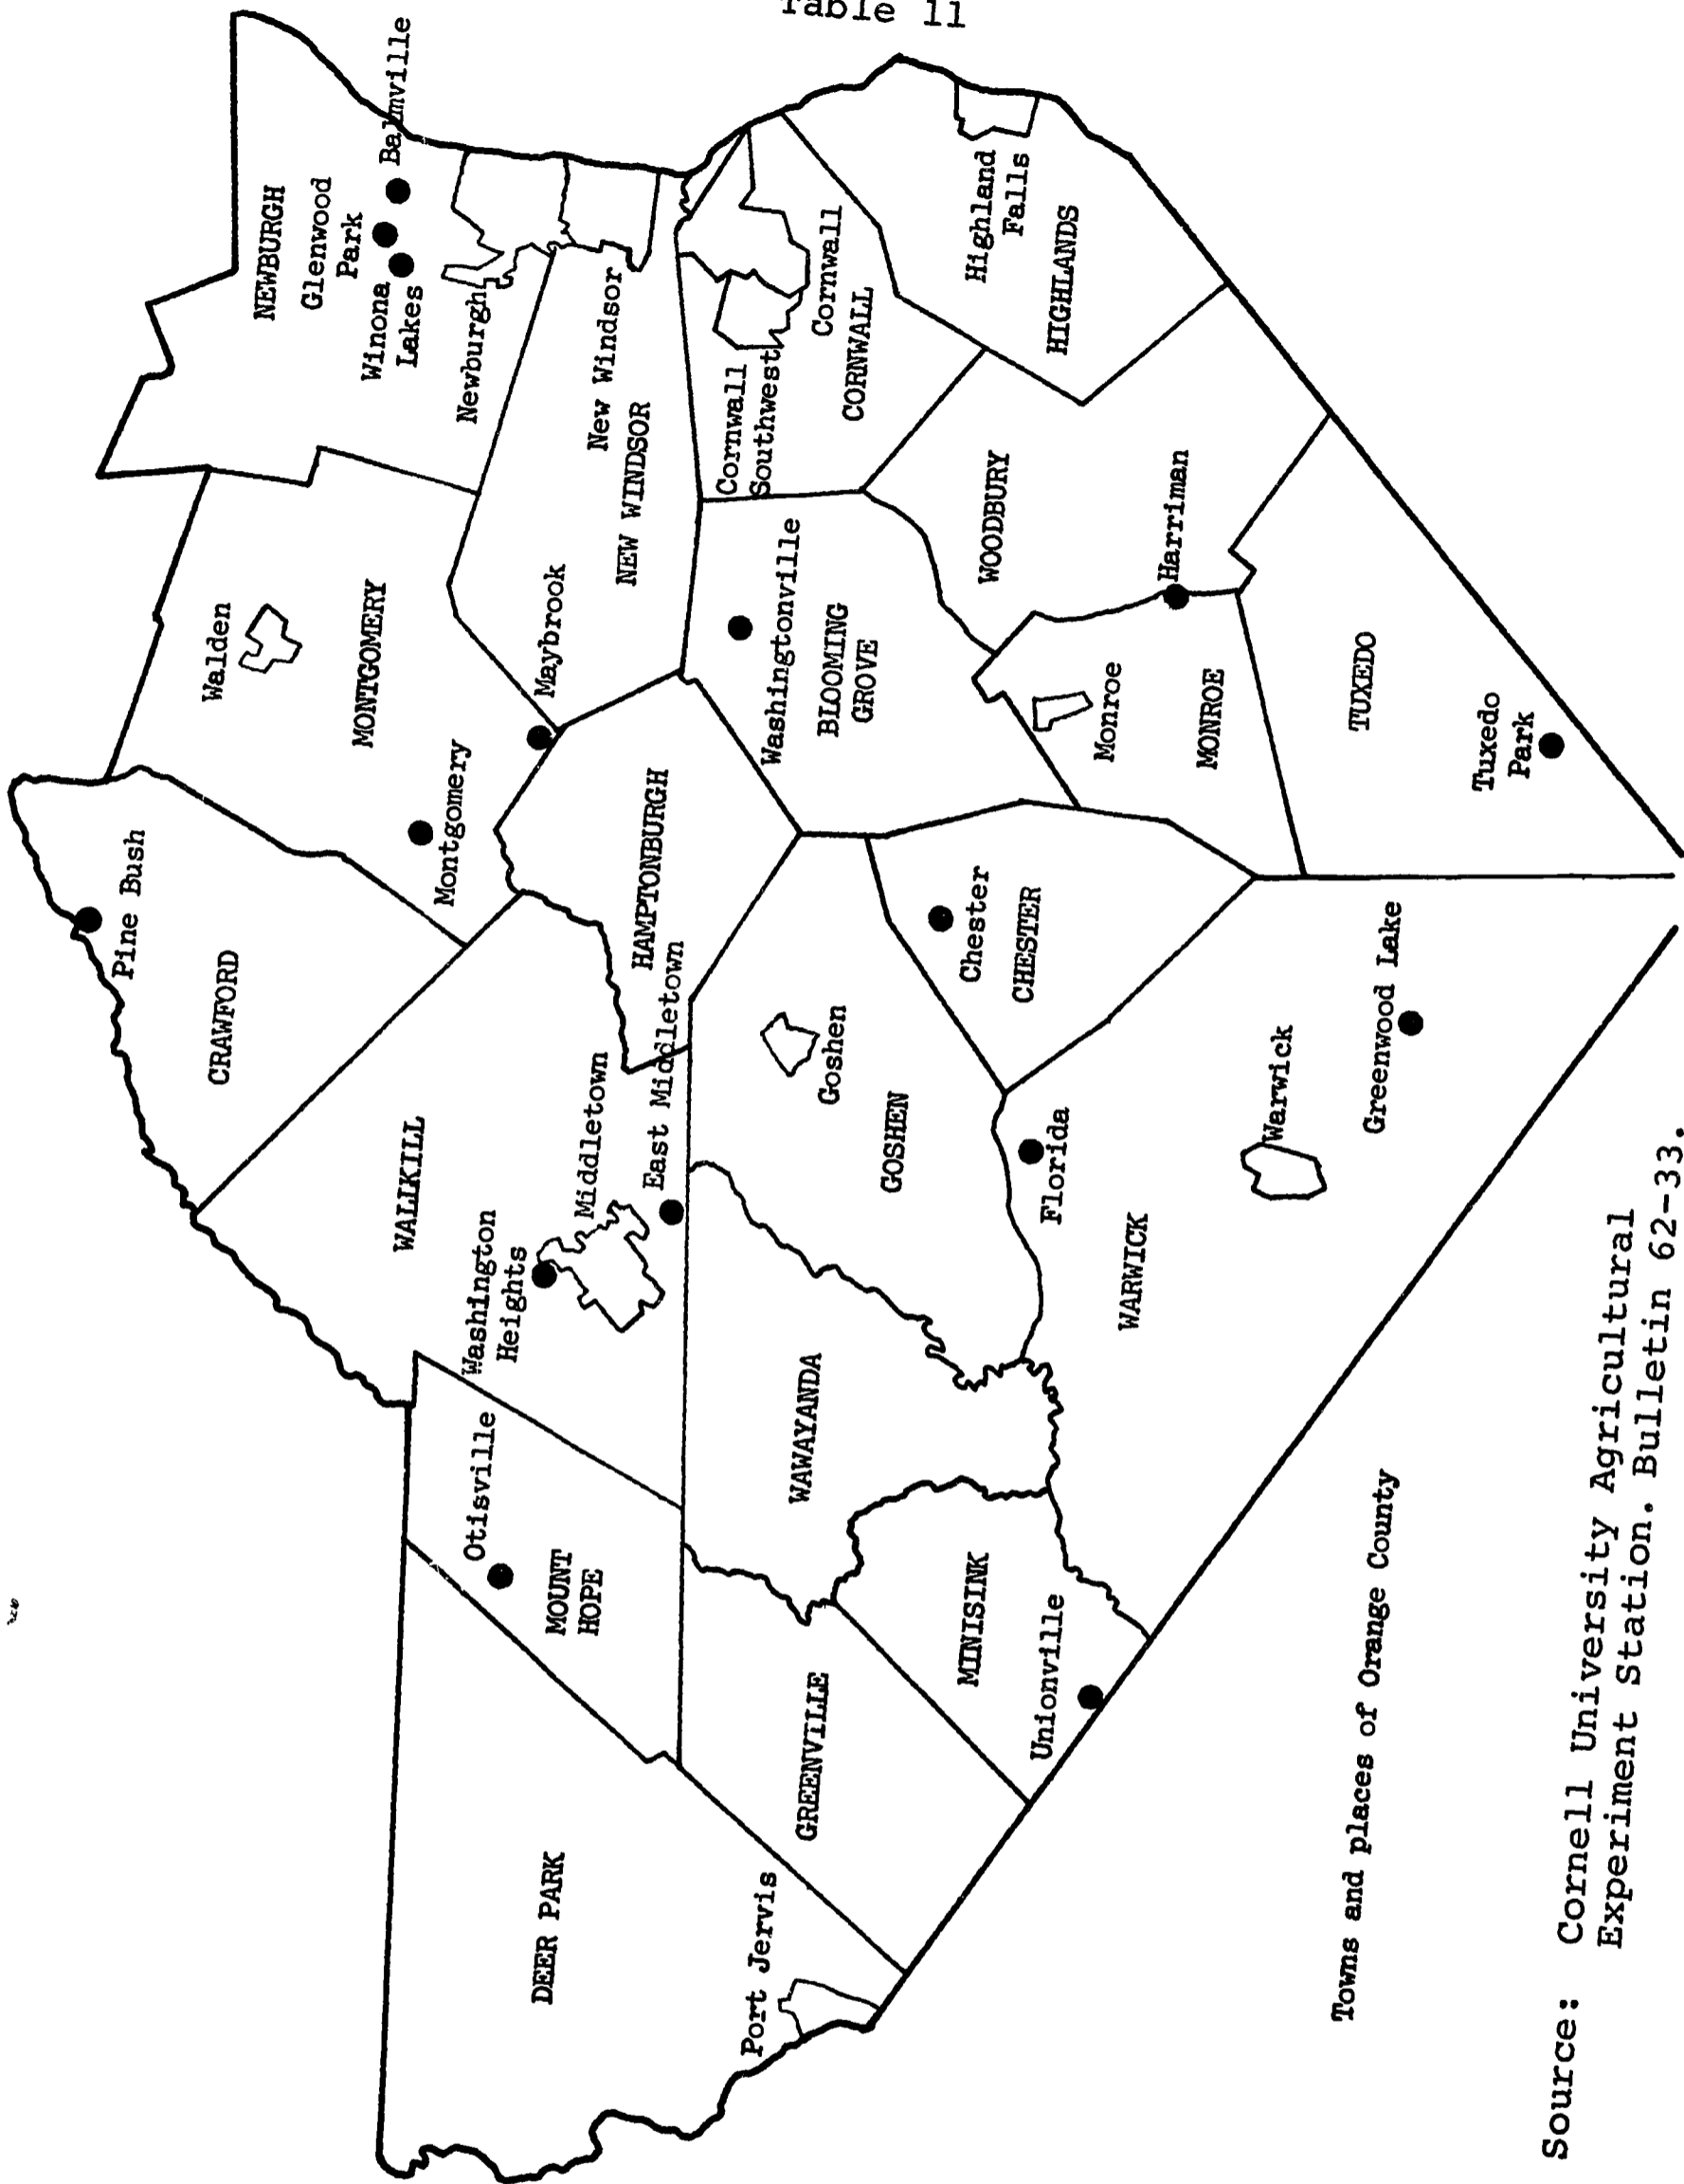 Table 11
NEWBURGH
Glenwood
Park
Balmville
Winona
Lakes
Newburgh
Walden
MONTGOMERY
Montgomery
Maybrook
New Windsor
NEW WINDSOR
Pine Bush
CRAWFORD
WALLKILL
Washington
Heights
Middletown
East Middletown
HAMPTONBURGH
Cornwall
Southwest
Cornwall
CORNWALL
Highland
Falls
HIGHLANDS
Washingtonville
BLOOMING
GROVE
WOODBURY
Harriman
Monroe
MONROE
TUXEDO
Tuxedo
Park
Chester
CHESTER
Goshen
GOSHEN
Florida
WARWICK
Warwick
Greenwood Lake
Otisville
MOUNT
HOPE
WAWAYANDA
MINISINK
Unionville
GREENVILLE
DEER PARK
Port Jervis
Towns and places of Orange County
Source: Cornell University Agricultural
Experiment Station. Bulletin 62-33.